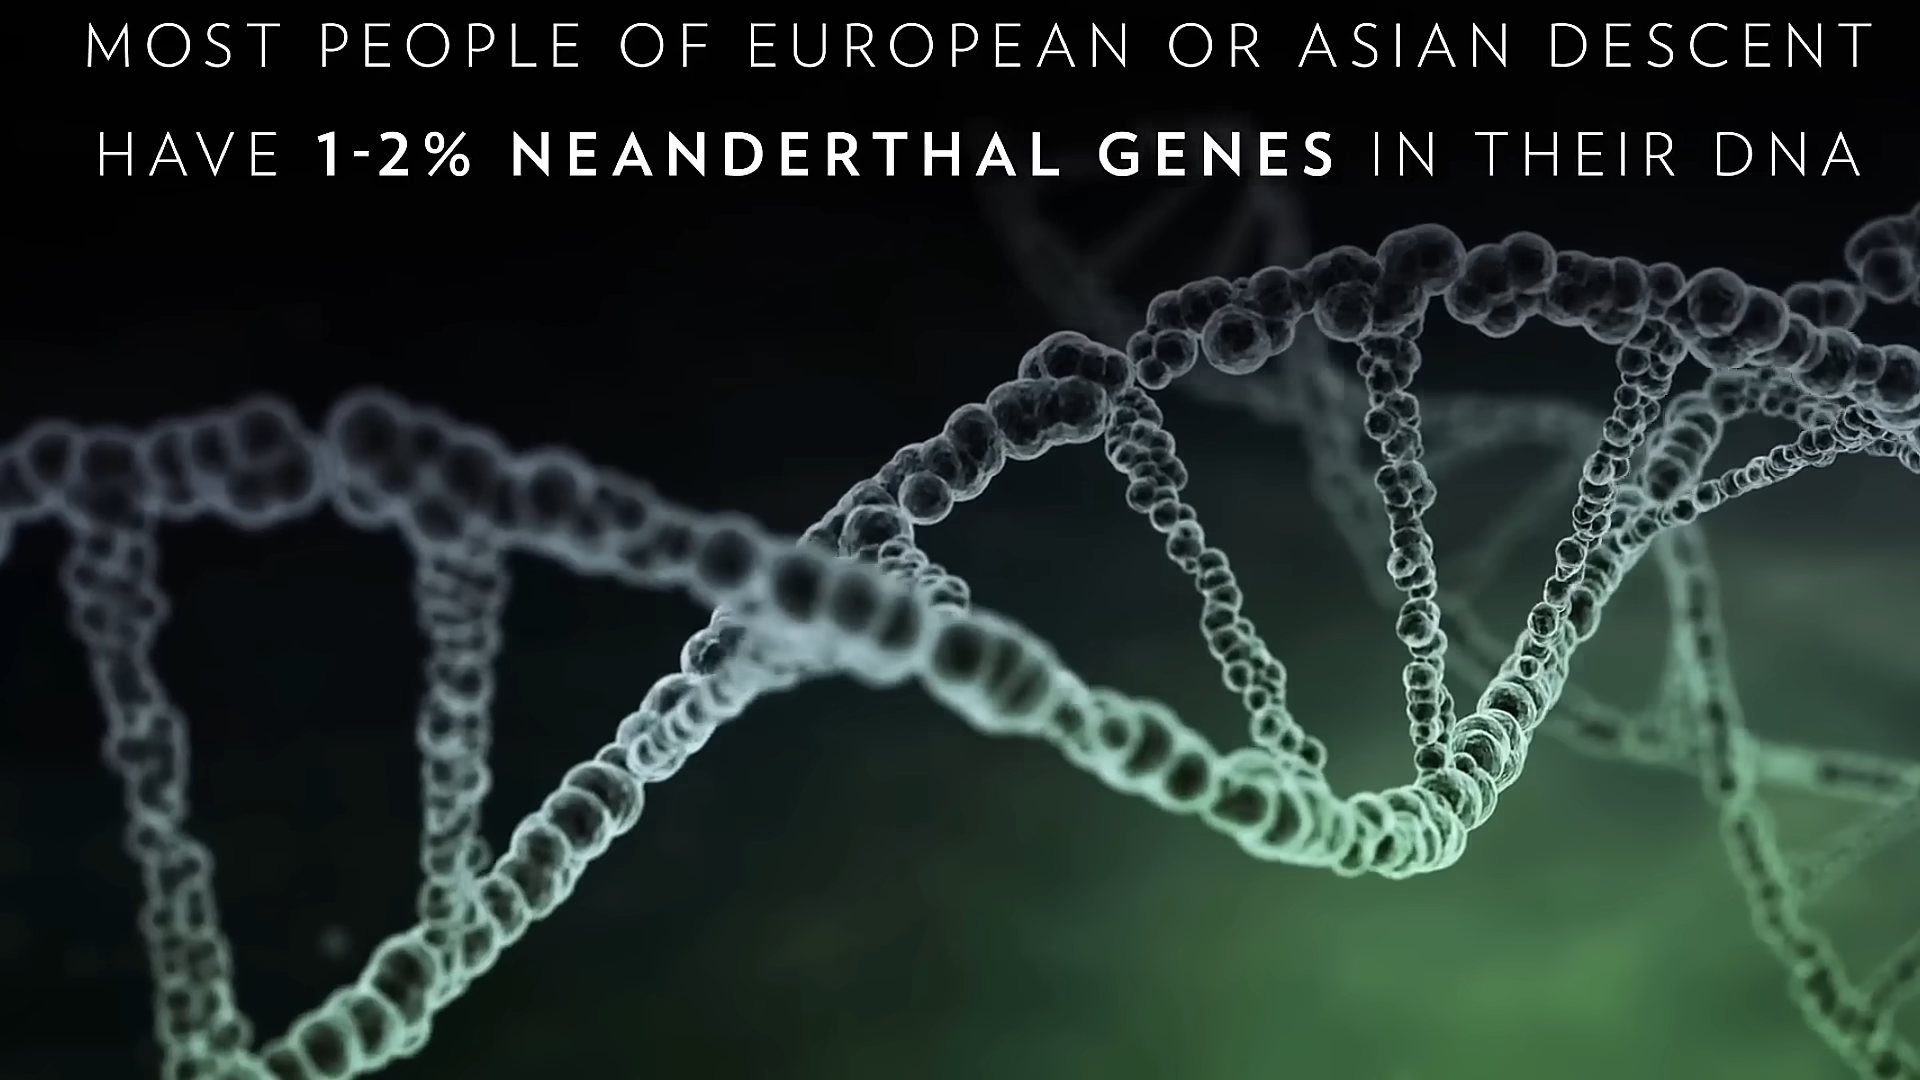 MOST PEOPLE OF EUROPEAN OR ASIAN DESCENT
HAVE 1-2% NEANDERTHAL GENES IN THEIR DNA